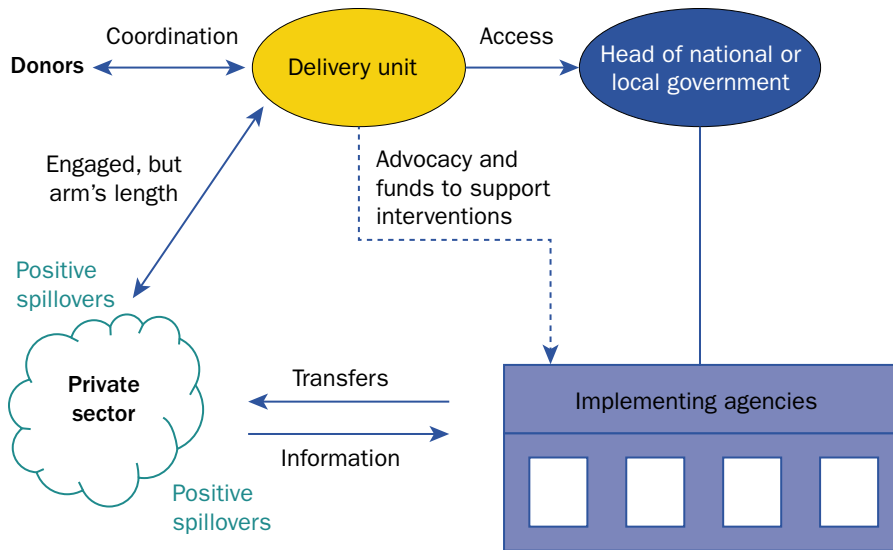 Coordination
Donors
Delivery unit
Access
Head of national or
local government
Engaged, but
arm's length
Advocacy and
funds to support
interventions
Positive
spillovers
Private
sector
Transfers
Information
Implementing agencies
Positive
spillovers